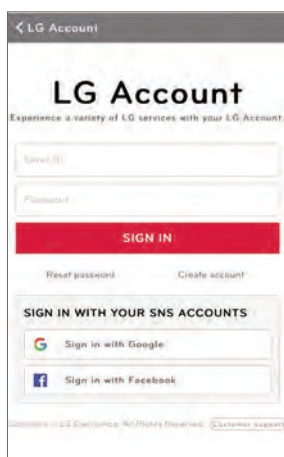 LG Account
LG Account
Experience a variety of LG services with your LG Account.
Email ID
Password
SIGN IN
Reset password
Create account
SIGN IN WITH YOUR SNS ACCOUNTS
Sign in with Google
Sign in with Facebook
LG Electronics. All Rights Reserved.
Customer support